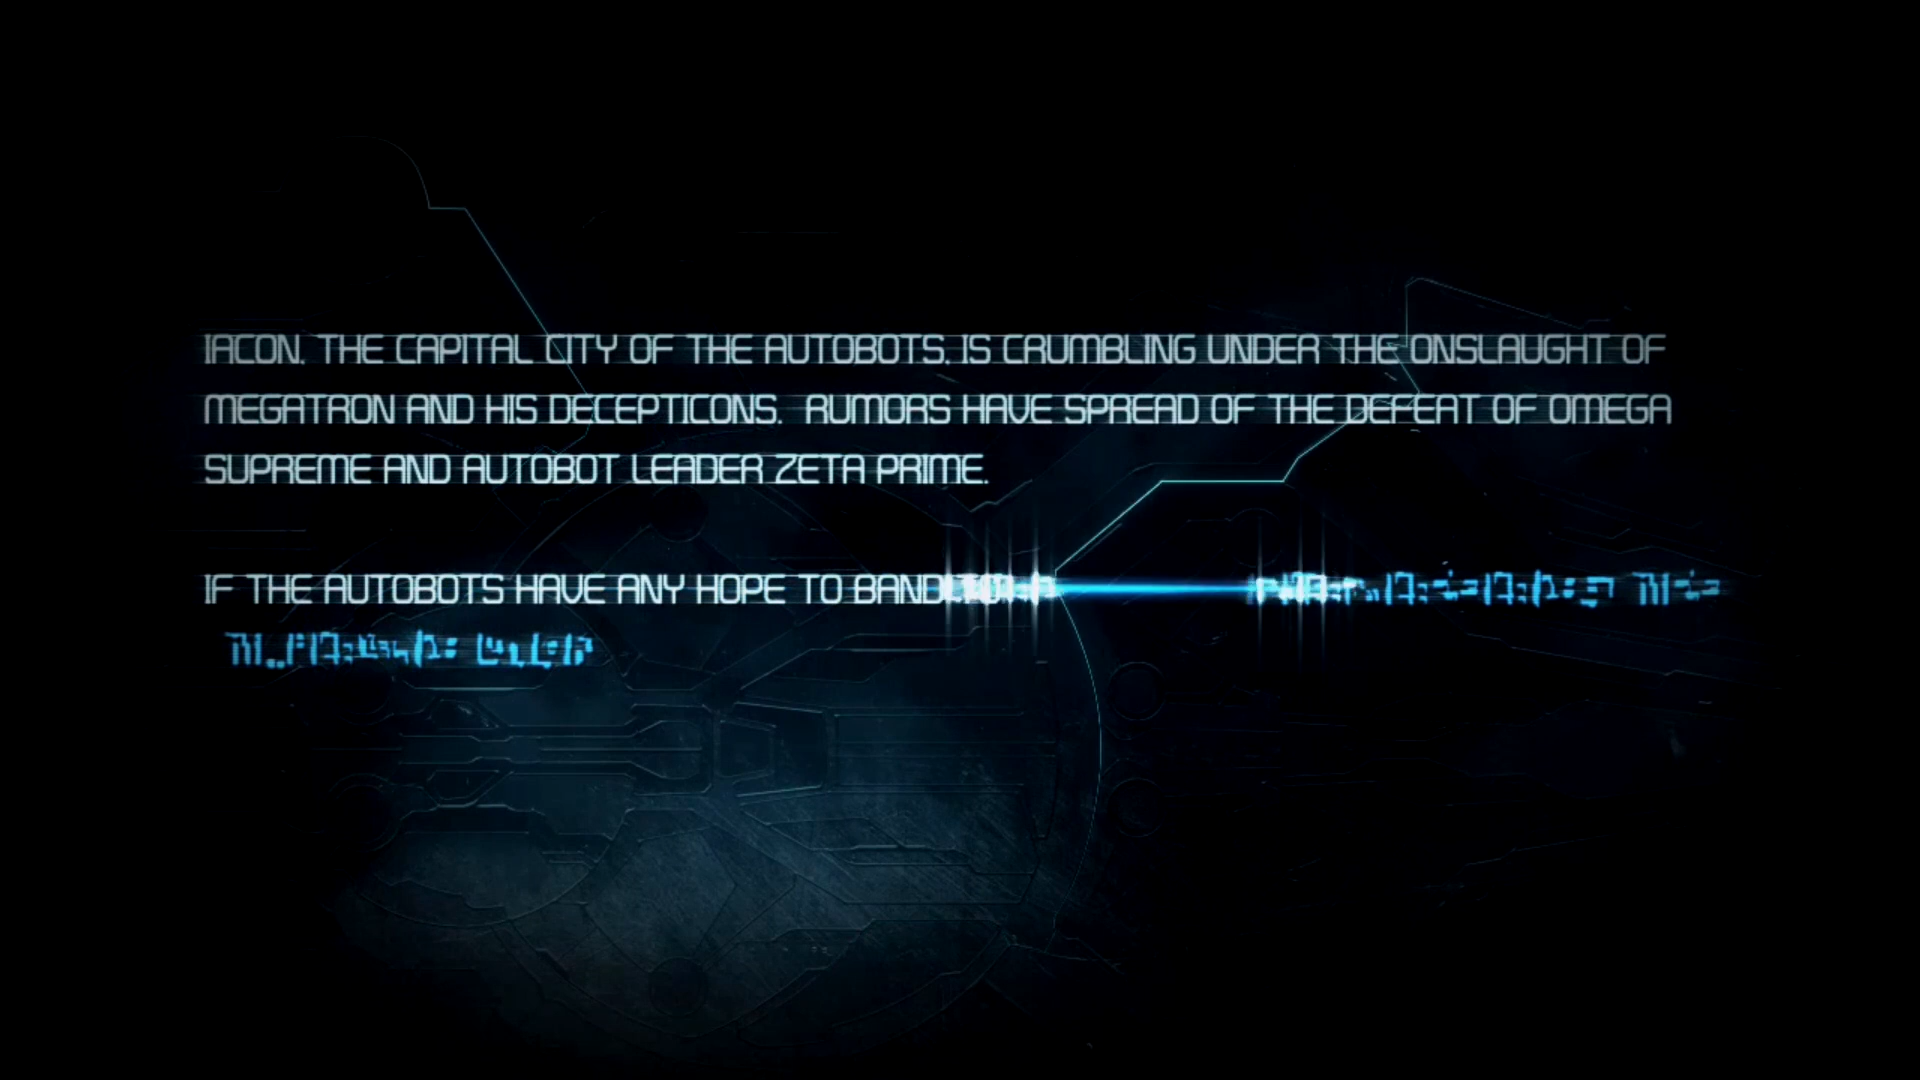 IACON, THE CAPITAL CITY OF THE AUTOBOTS, IS CRUMBLING UNDER THE ONSLAUGHT OF
MEGATRON AND HIS DECEPTICONS. RUMORS HAVE SPREAD OF THE DEFEAT OF OMEGA
SUPREME AND AUTOBOT LEADER ZETA PRIME.
IF THE AUTOBOTS HAVE ANY HOPE TO